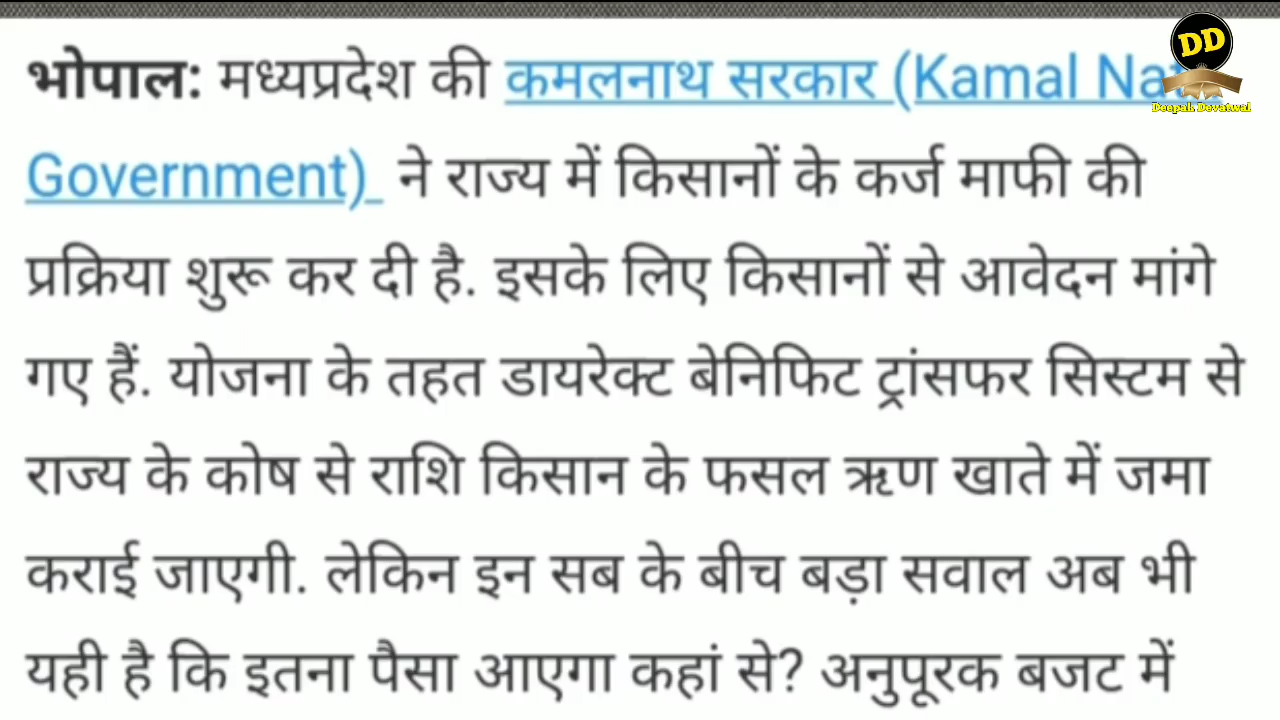 भोपाल: मध्यप्रदेश की कमलनाथ सरकार (Kamal Nath
Government) ने राज्य में किसानों के कर्ज माफी की
प्रक्रिया शुरू कर दी है. इसके लिए किसानों से आवेदन मांगे
गए हैं. योजना के तहत डायरेक्ट बेनिफिट ट्रांसफर सिस्टम से
राज्य के कोष से राशि किसान के फसल ऋण खाते में जमा
कराई जाएगी. लेकिन इन सब के बीच बड़ा सवाल अब भी
यही है कि इतना पैसा आएगा कहां से? अनुपूरक बजट में
DD
Deepak Devatwal